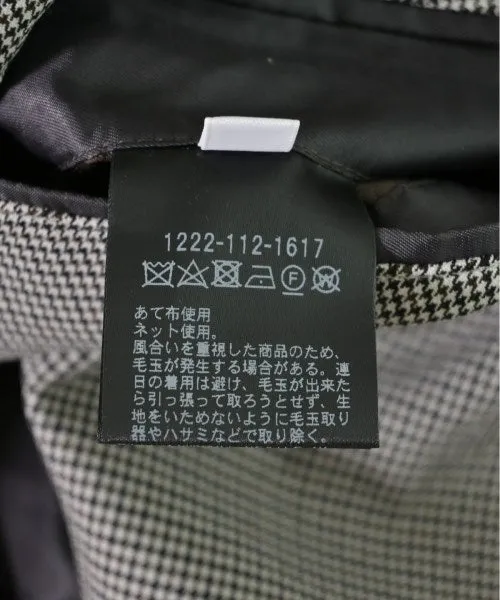 1222-112-1617
F W
あて布使用
ネット使用。
風合いを重視した商品のため、
毛玉が発生する場合がある。連
日の着用は避け、毛玉が出来た
ら引っ張って取ろうとせず、生
地をいためないように毛玉取り
器やハサミなどで取り除く。